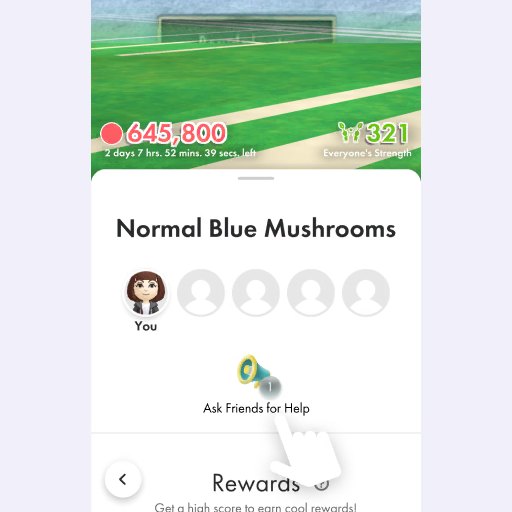 645,800
321
2 days 7 hrs. 52 mins. 39 secs. left
Everyone's Strength
Normal Blue Mushrooms
You
1
Ask Friends for Help
Rewards
Get a high score to earn cool rewards!